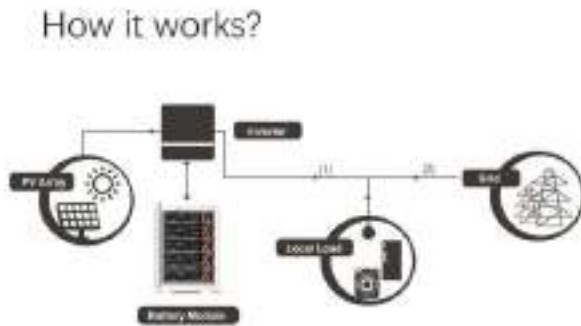 How it works?
Inverter
PV Array
(1)
(2)
Grid
Local Load
Battery Module